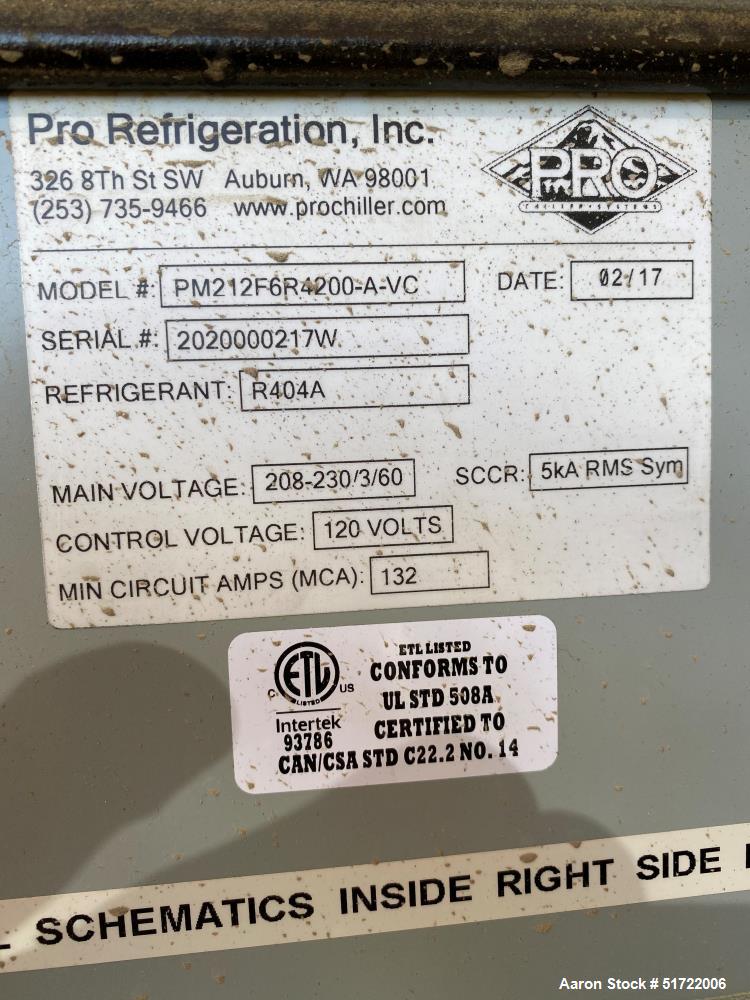 Pro Refrigeration, Inc.
326 8Th St SW Auburn, WA 98001
(253) 735-9466 www.prochiller.com
PRO
CHILLER SYSTEMS
MODEL #: PM212F6R4200-A-VC DATE: 02/17
SERIAL #: 2020000217W
REFRIGERANT: R404A
MAIN VOLTAGE: 208-230/3/60 SCCR: 5kA RMS Sym
CONTROL VOLTAGE: 120 VOLTS
MIN CIRCUIT AMPS (MCA): 132
ETL LISTED
CONFORMS TO
UL STD 508A
CERTIFIED TO
CAN/CSA STD C22.2 NO. 14
C ETL US
LISTED
Intertek
93786
SCHEMATICS INSIDE RIGHT SIDE
Aaron Stock # 51722006